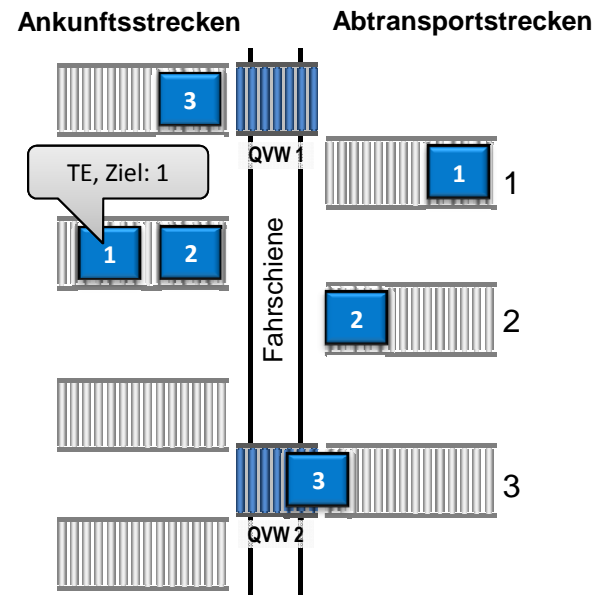 Ankunftsstrecken
Abtransportstrecken
3
QVW 1
TE, Ziel: 1
1
1
1
2
Fahrschiene
2
2
3
3
QVW 2